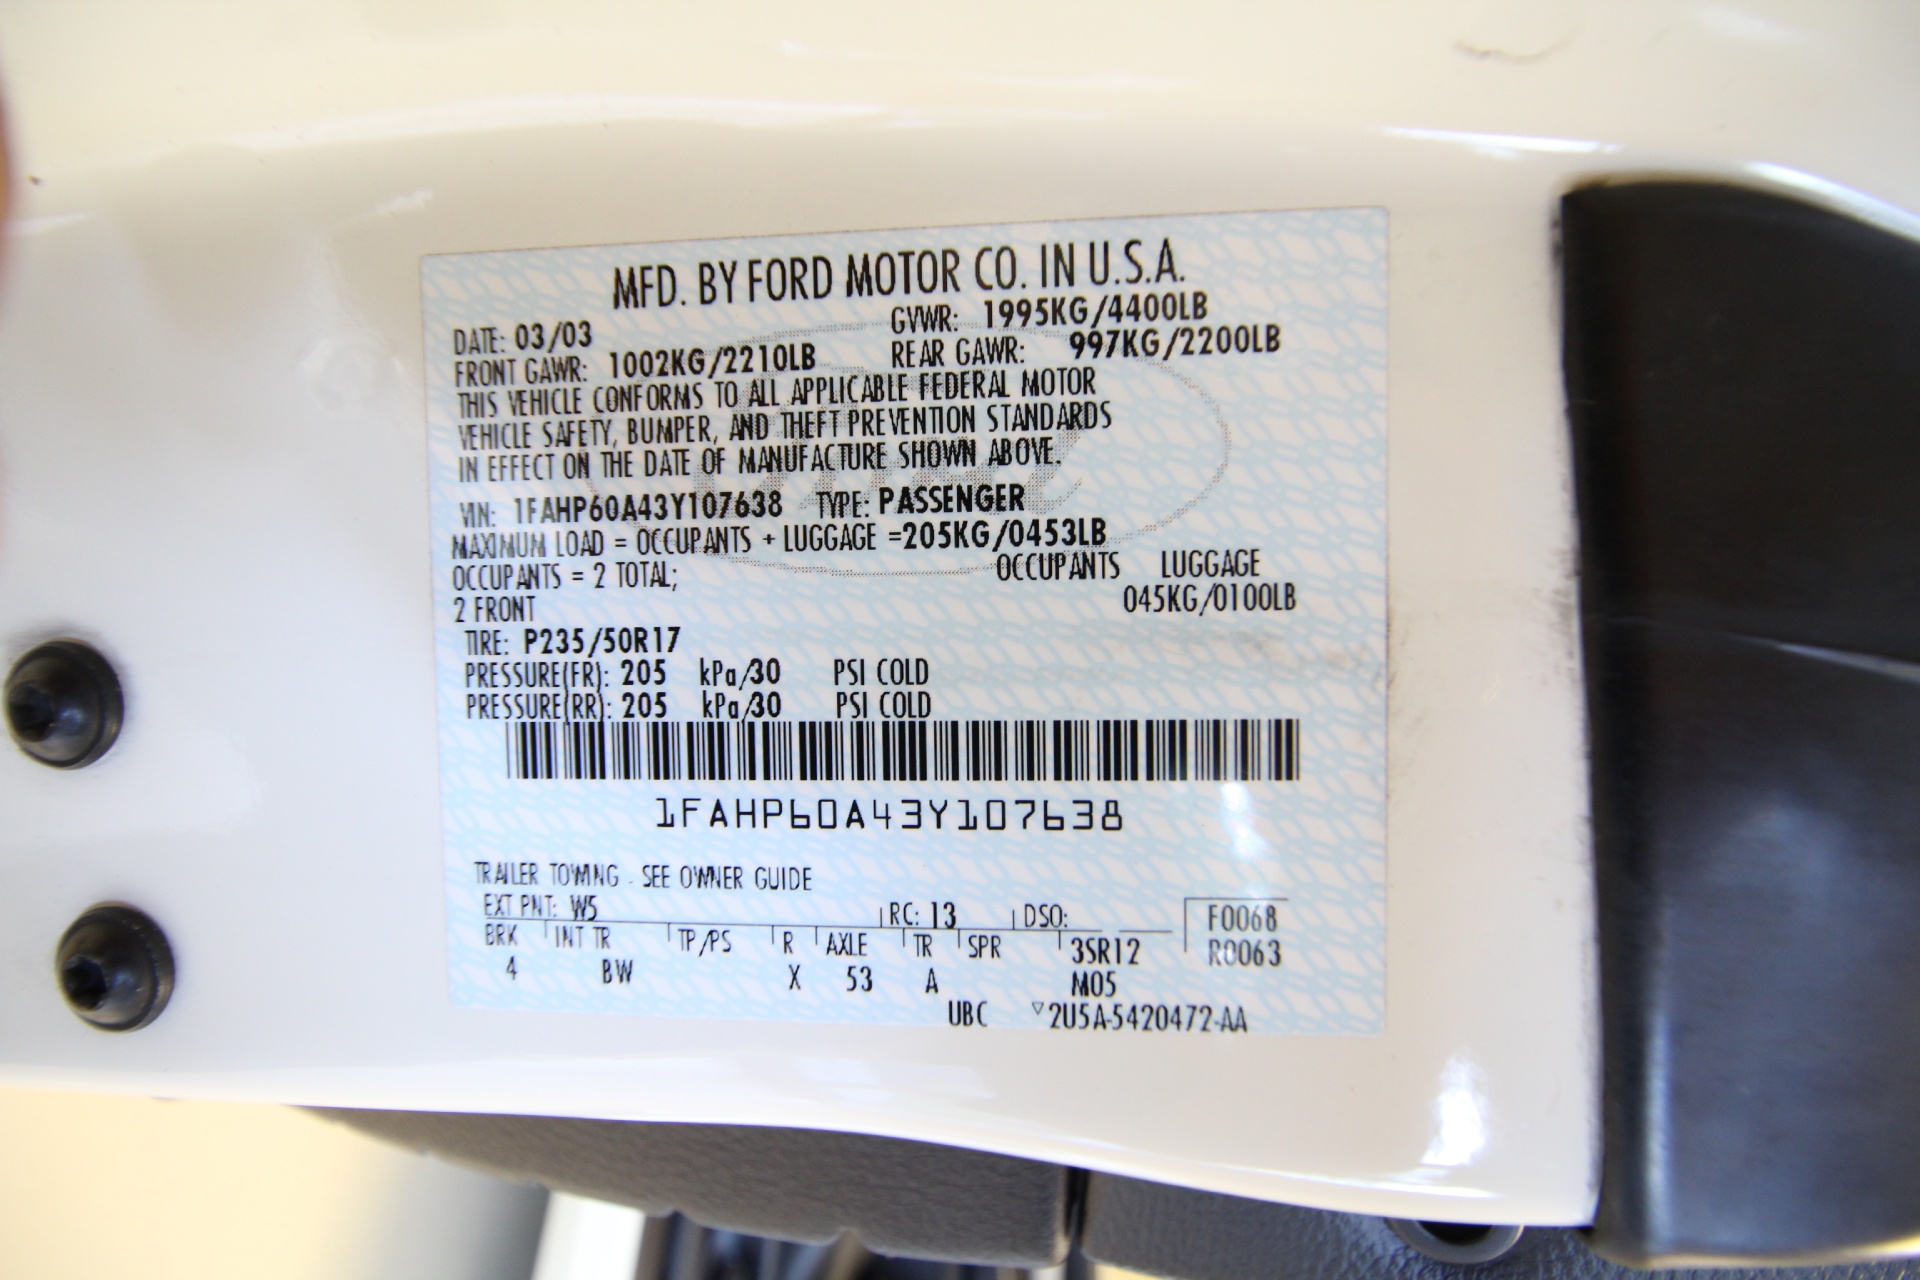 MFD. BY FORD MOTOR CO. IN U.S.A.
DATE: 03/03 GVWR: 1995KG/4400LB
FRONT GAWR: 1002KG/2210LB REAR GAWR: 997KG/2200LB
THIS VEHICLE CONFORMS TO ALL APPLICABLE FEDERAL MOTOR
VEHICLE SAFETY, BUMPER, AND THEFT PREVENTION STANDARDS
IN EFFECT ON THE DATE OF MANUFACTURE SHOWN ABOVE.
VIN: 1FAHP60A43Y107638 TYPE: PASSENGER
MAXIMUM LOAD = OCCUPANTS + LUGGAGE =205KG/0453LB
OCCUPANTS = 2 TOTAL; OCCUPANTS LUGGAGE
2 FRONT 045KG/0100LB
TIRE: P235/50R17
PRESSURE(FR): 205 kPa/30 PSI COLD
PRESSURE(RR): 205 kPa/30 PSI COLD
1FAHP60A43Y107638
TRAILER TOWING - SEE OWNER GUIDE
EXT PNT: W5 RC: 13 DSO: F0068
BRK INT TR TP/PS R AXLE TR SPR 3SR12 R0063
4 BW X 53 A M05
UBC ▽2U5A-5420472-AA